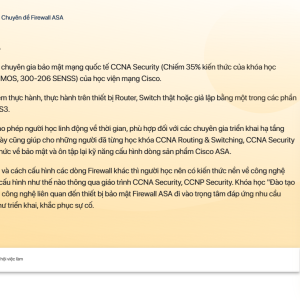 Chuyên đề Firewall ASA
chuyên gia bảo mật mạng quốc tế CCNA Security (Chiếm 35% kiến thức của khóa học
MOS, 300-206 SENSS) của học viện mạng Cisco.
m thực hành, thực hành trên thiết bị Router, Switch thật hoặc giả lập bằng một trong các phần
S3.
o phép người học linh động về thời gian, phù hợp đối với các chuyên gia triển khai hạ tầng
ày cũng giúp cho những người đã từng học khóa CCNA Routing & Switching, CCNA Security
hức về bảo mật và ôn tập lại kỹ năng cấu hình dòng sản phẩm Cisco ASA.
và cách cấu hình các dòng Firewall khác thì người học nên có kiến thức nền về công nghệ
cấu hình như thế nào thông qua giáo trình CCNA Security, CCNP Security. Khóa học "Đào tạo
công nghệ liên quan đến thiết bị bảo mật Firewall ASA đi vào trọng tâm đáp ứng nhu cầu
hư triển khai, khắc phục sự cố.
hội việc làm